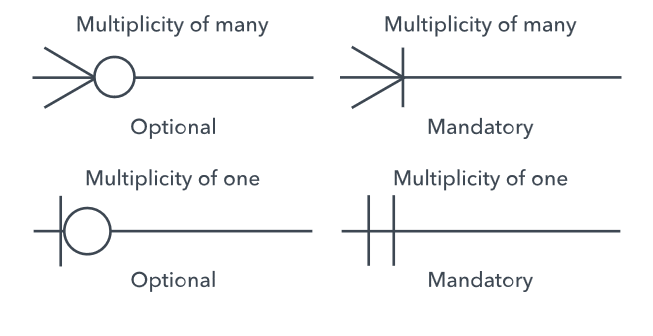 Multiplicity of many
Multiplicity of many
Optional
Mandatory
Multiplicity of one
Multiplicity of one
Optional
Mandatory